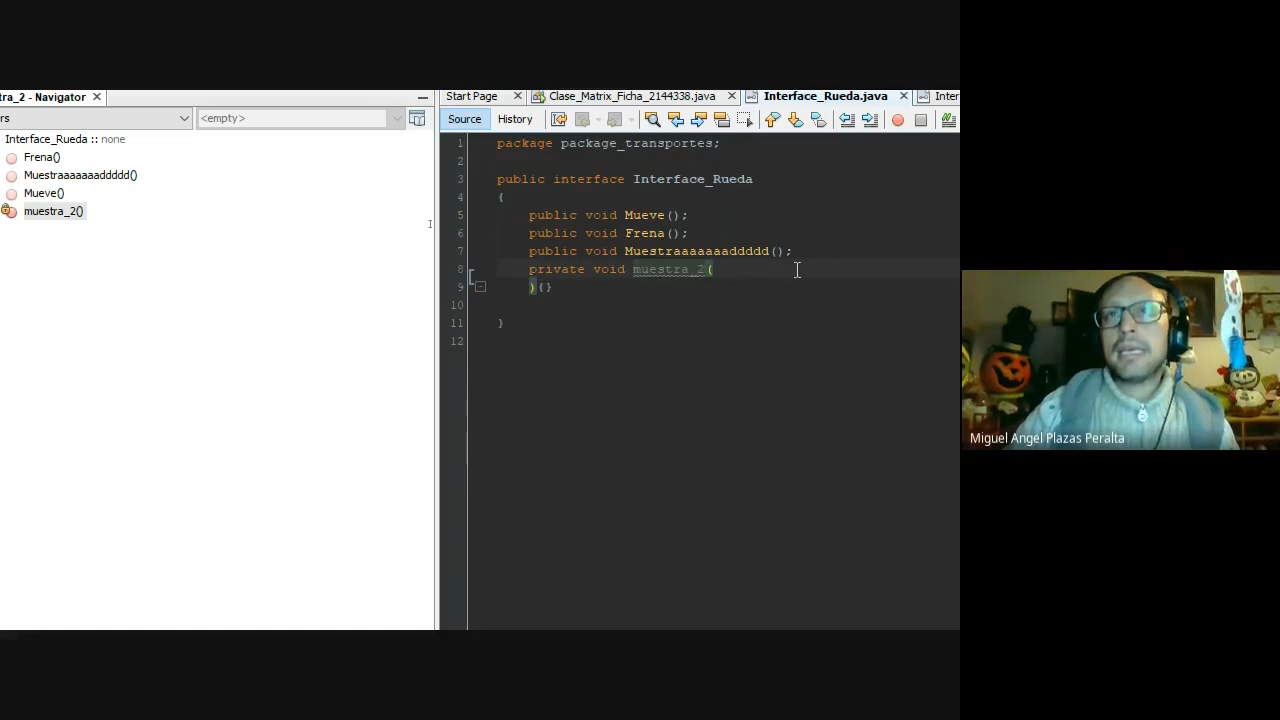 tra_2 - Navigator
rs
<empty>
Interface_Rueda :: none
Frena()
Muestraaaaaaaddddd()
Mueve()
muestra_2()
Start Page
Clase_Matrix_Ficha_2144338.java
Interface_Rueda.java
Inter
Source
History
1 package package_transportes;
2
3 public interface Interface_Rueda
4 {
5 public void Mueve();
6 public void Frena();
7 public void Muestraaaaaaaddddd();
8 private void muestra_2(
9 ){}
10
11 }
12
Miguel Angel Plazas Peralta